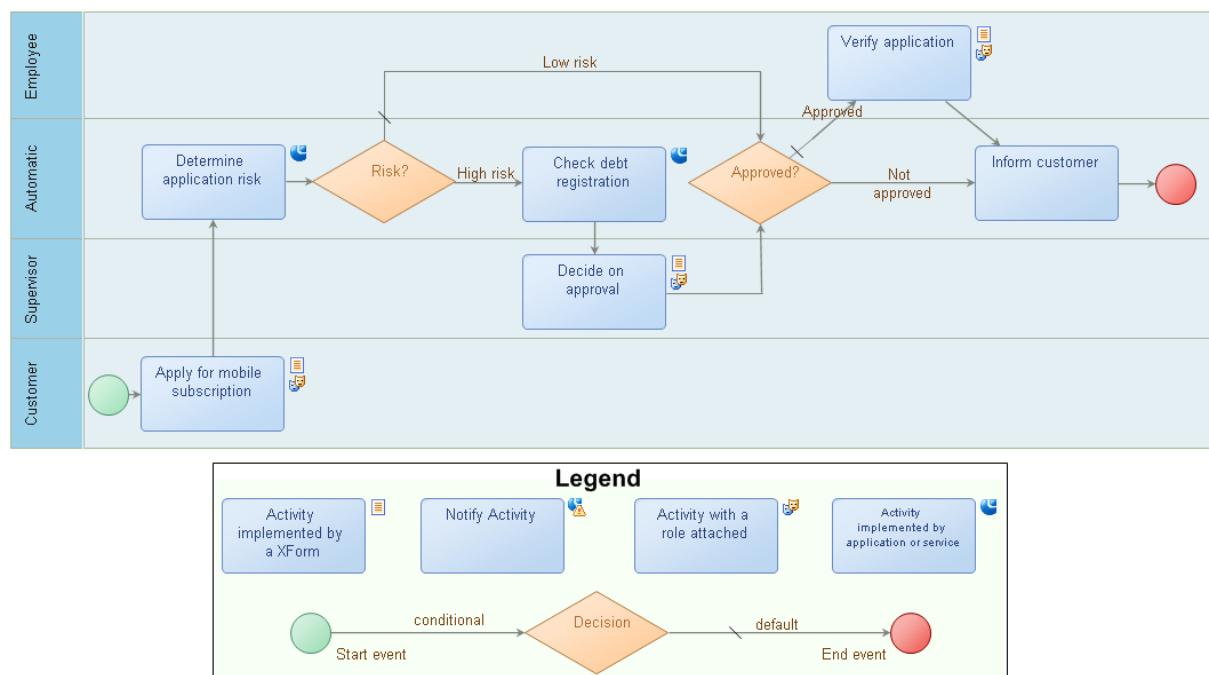 Employee
Low risk
Verify application
Approved
Automatic
Determine
application risk
Risk?
High risk
Check debt
registration
Approved?
Not
approved
Inform customer
Supervisor
Decide on
approval
Customer
Apply for mobile
subscription
Legend
Activity
implemented by
a XForm
Notify Activity
Activity with a
role attached
Activity
implemented by
application or service
conditional
Decision
default
Start event
End event